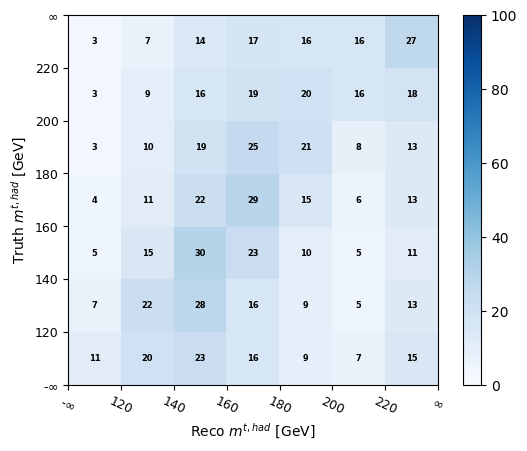 ∞ 3 7 14 17 16 16 27 100
220
3 9 16 19 20 16 18 80
200
3 10 19 25 21 8 13
180
4 11 22 29 15 6 13 60
160
5 15 30 23 10 5 11 40
140
7 22 28 16 9 5 13 20
120
11 20 23 16 9 7 15
-∞ 0
-∞ 120 140 160 180 200 220 ∞
Truth m^{t,had} [GeV]
Reco m^{t,had} [GeV]